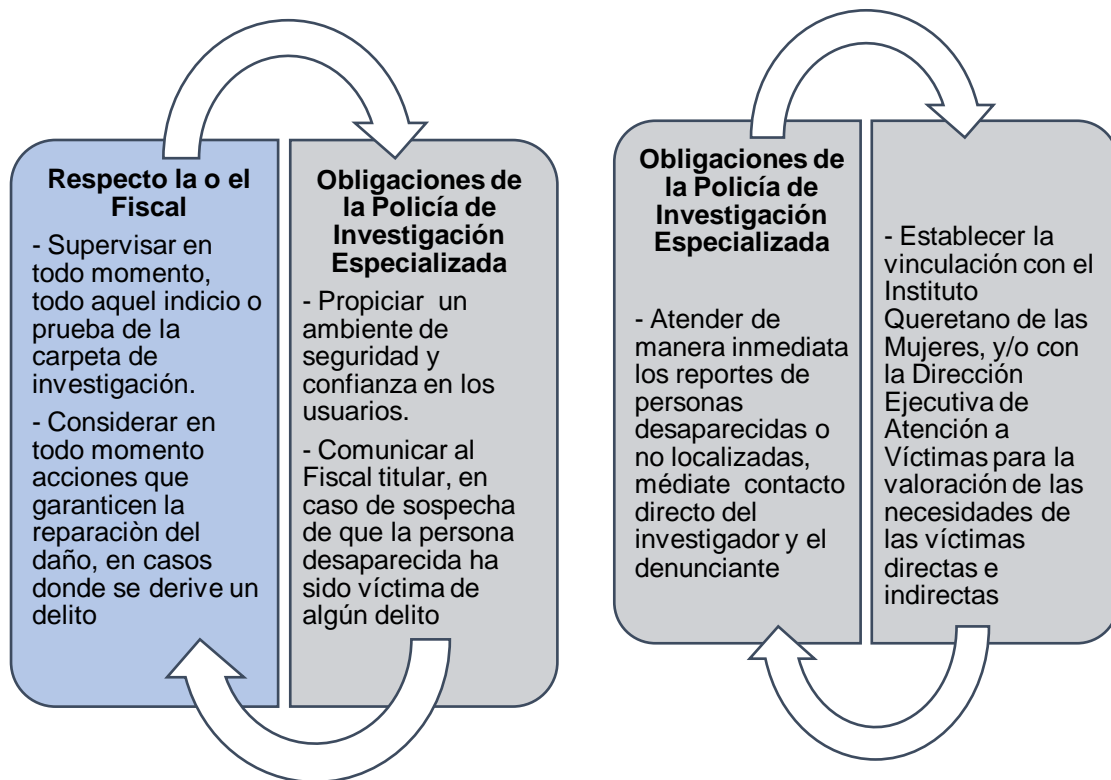 Respecto la o el
Fiscal
- Supervisar en
todo momento,
todo aquel indicio o
prueba de la
carpeta de
investigación.
- Considerar en
todo momento
acciones que
garanticen la
reparaciòn del
daño, en casos
donde se derive un
delito
Obligaciones de
la Policía de
Investigación
Especializada
- Propiciar un
ambiente de
seguridad y
confianza en los
usuarios.
- Comunicar al
Fiscal titular, en
caso de sospecha
de que la persona
desaparecida ha
sido víctima de
algún delito
Obligaciones de
la Policía de
Investigación
Especializada
- Atender de
manera inmediata
los reportes de
personas
desaparecidas o
no localizadas,
médiate contacto
directo del
investigador y el
denunciante
- Establecer la
vinculación con el
Instituto
Queretano de las
Mujeres, y/o con
la Dirección
Ejecutiva de
Atención a
Víctimas para la
valoración de las
necesidades de
las víctimas
directas e
indirectas